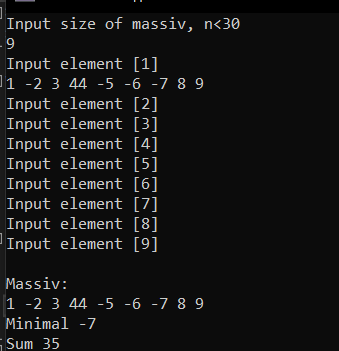 Input size of massiv, n<30
9
Input element [1]
1 -2 3 44 -5 -6 -7 8 9
Input element [2]
Input element [3]
Input element [4]
Input element [5]
Input element [6]
Input element [7]
Input element [8]
Input element [9]
Massiv:
1 -2 3 44 -5 -6 -7 8 9
Minimal -7
Sum 35